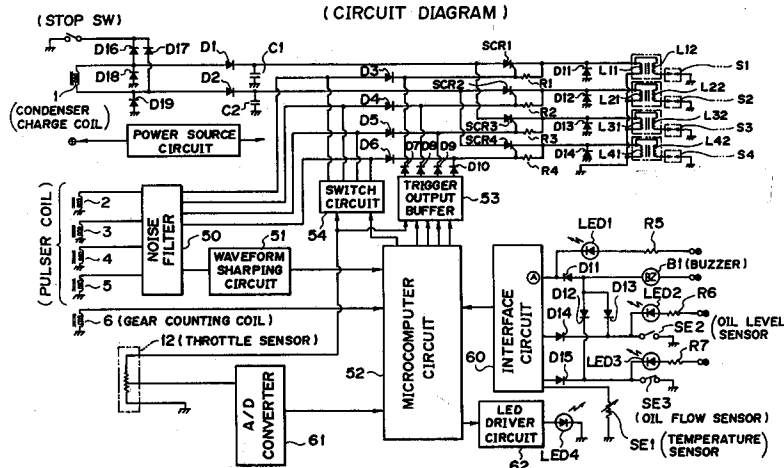 (CIRCUIT DIAGRAM)
(STOP SW)
D16
D17
D1
C1
SCR1
L12
D18
D3
D11
L11
S1
1
D2
SCR2
R1
L22
D19
C2
D4
D12
L21
S2
(CONDENSER CHARGE COIL)
R2
L32
D5
SCR3
D13
L31
S3
POWER SOURCE CIRCUIT
R3
D6
D7
D8
D9
SCR4
D14
L41
L42
S4
D10
R4
(PULSER COIL)
2
3
4
5
NOISE FILTER
50
SWITCH CIRCUIT
54
TRIGGER OUTPUT BUFFER
53
51
WAVEFORM SHARPING CIRCUIT
LED1
R5
A
D11
B1(BUZZER)
BZ
D12
D13
LED2
R6
D14
SE2
(OIL LEVEL SENSOR)
6 (GEAR COUNTING COIL)
12 (THROTTLE SENSOR)
MICROCOMPUTER CIRCUIT
52
INTERFACE CIRCUIT
60
LED3
R7
D15
SE3
(OIL FLOW SENSOR)
A/D CONVERTER
61
LED DRIVER CIRCUIT
62
LED4
SE1 (TEMPERATURE SENSOR)